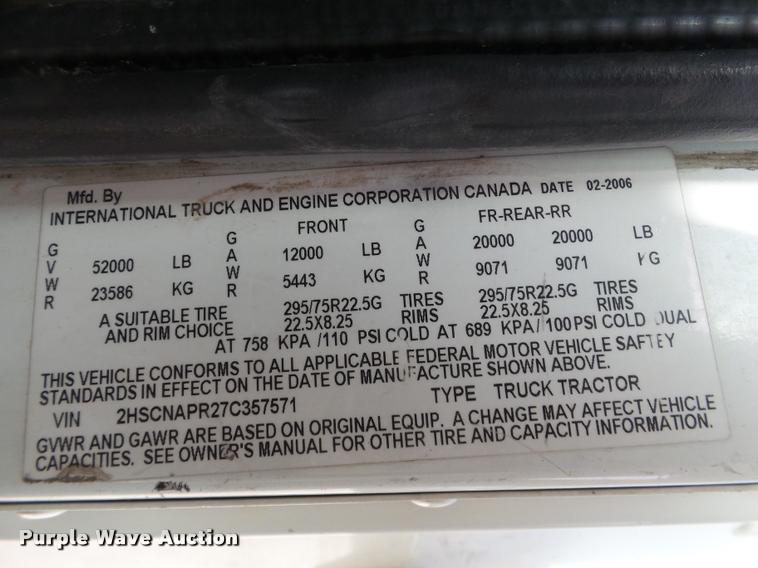 Mfd. By
INTERNATIONAL TRUCK AND ENGINE CORPORATION CANADA DATE 02-2006
GVWR 52000 LB 23586 KG
GAWR FRONT 12000 LB 5443 KG
GAWR FR-REAR-RR 20000 20000 LB 9071 9071 KG
A SUITABLE TIRE 295/75R22.5G TIRES 295/75R22.5G TIRES
AND RIM CHOICE 22.5X8.25 RIMS 22.5X8.25 RIMS
AT 758 KPA /110 PSI COLD AT 689 KPA/100PSI COLD DUAL
THIS VEHICLE CONFORMS TO ALL APPLICABLE FEDERAL MOTOR VEHICLE SAFTEY
STANDARDS IN EFFECT ON THE DATE OF MANUFACTURE SHOWN ABOVE.
VIN 2HSCNAPR27C357571 TYPE TRUCK TRACTOR
GVWR AND GAWR ARE BASED ON ORIGINAL EQUIP. A CHANGE MAY AFFECT VEHICLE
CAPACITIES. SEE OWNER'S MANUAL FOR OTHER TIRE AND CAPACITY INFORMATION.
Purple Wave Auction